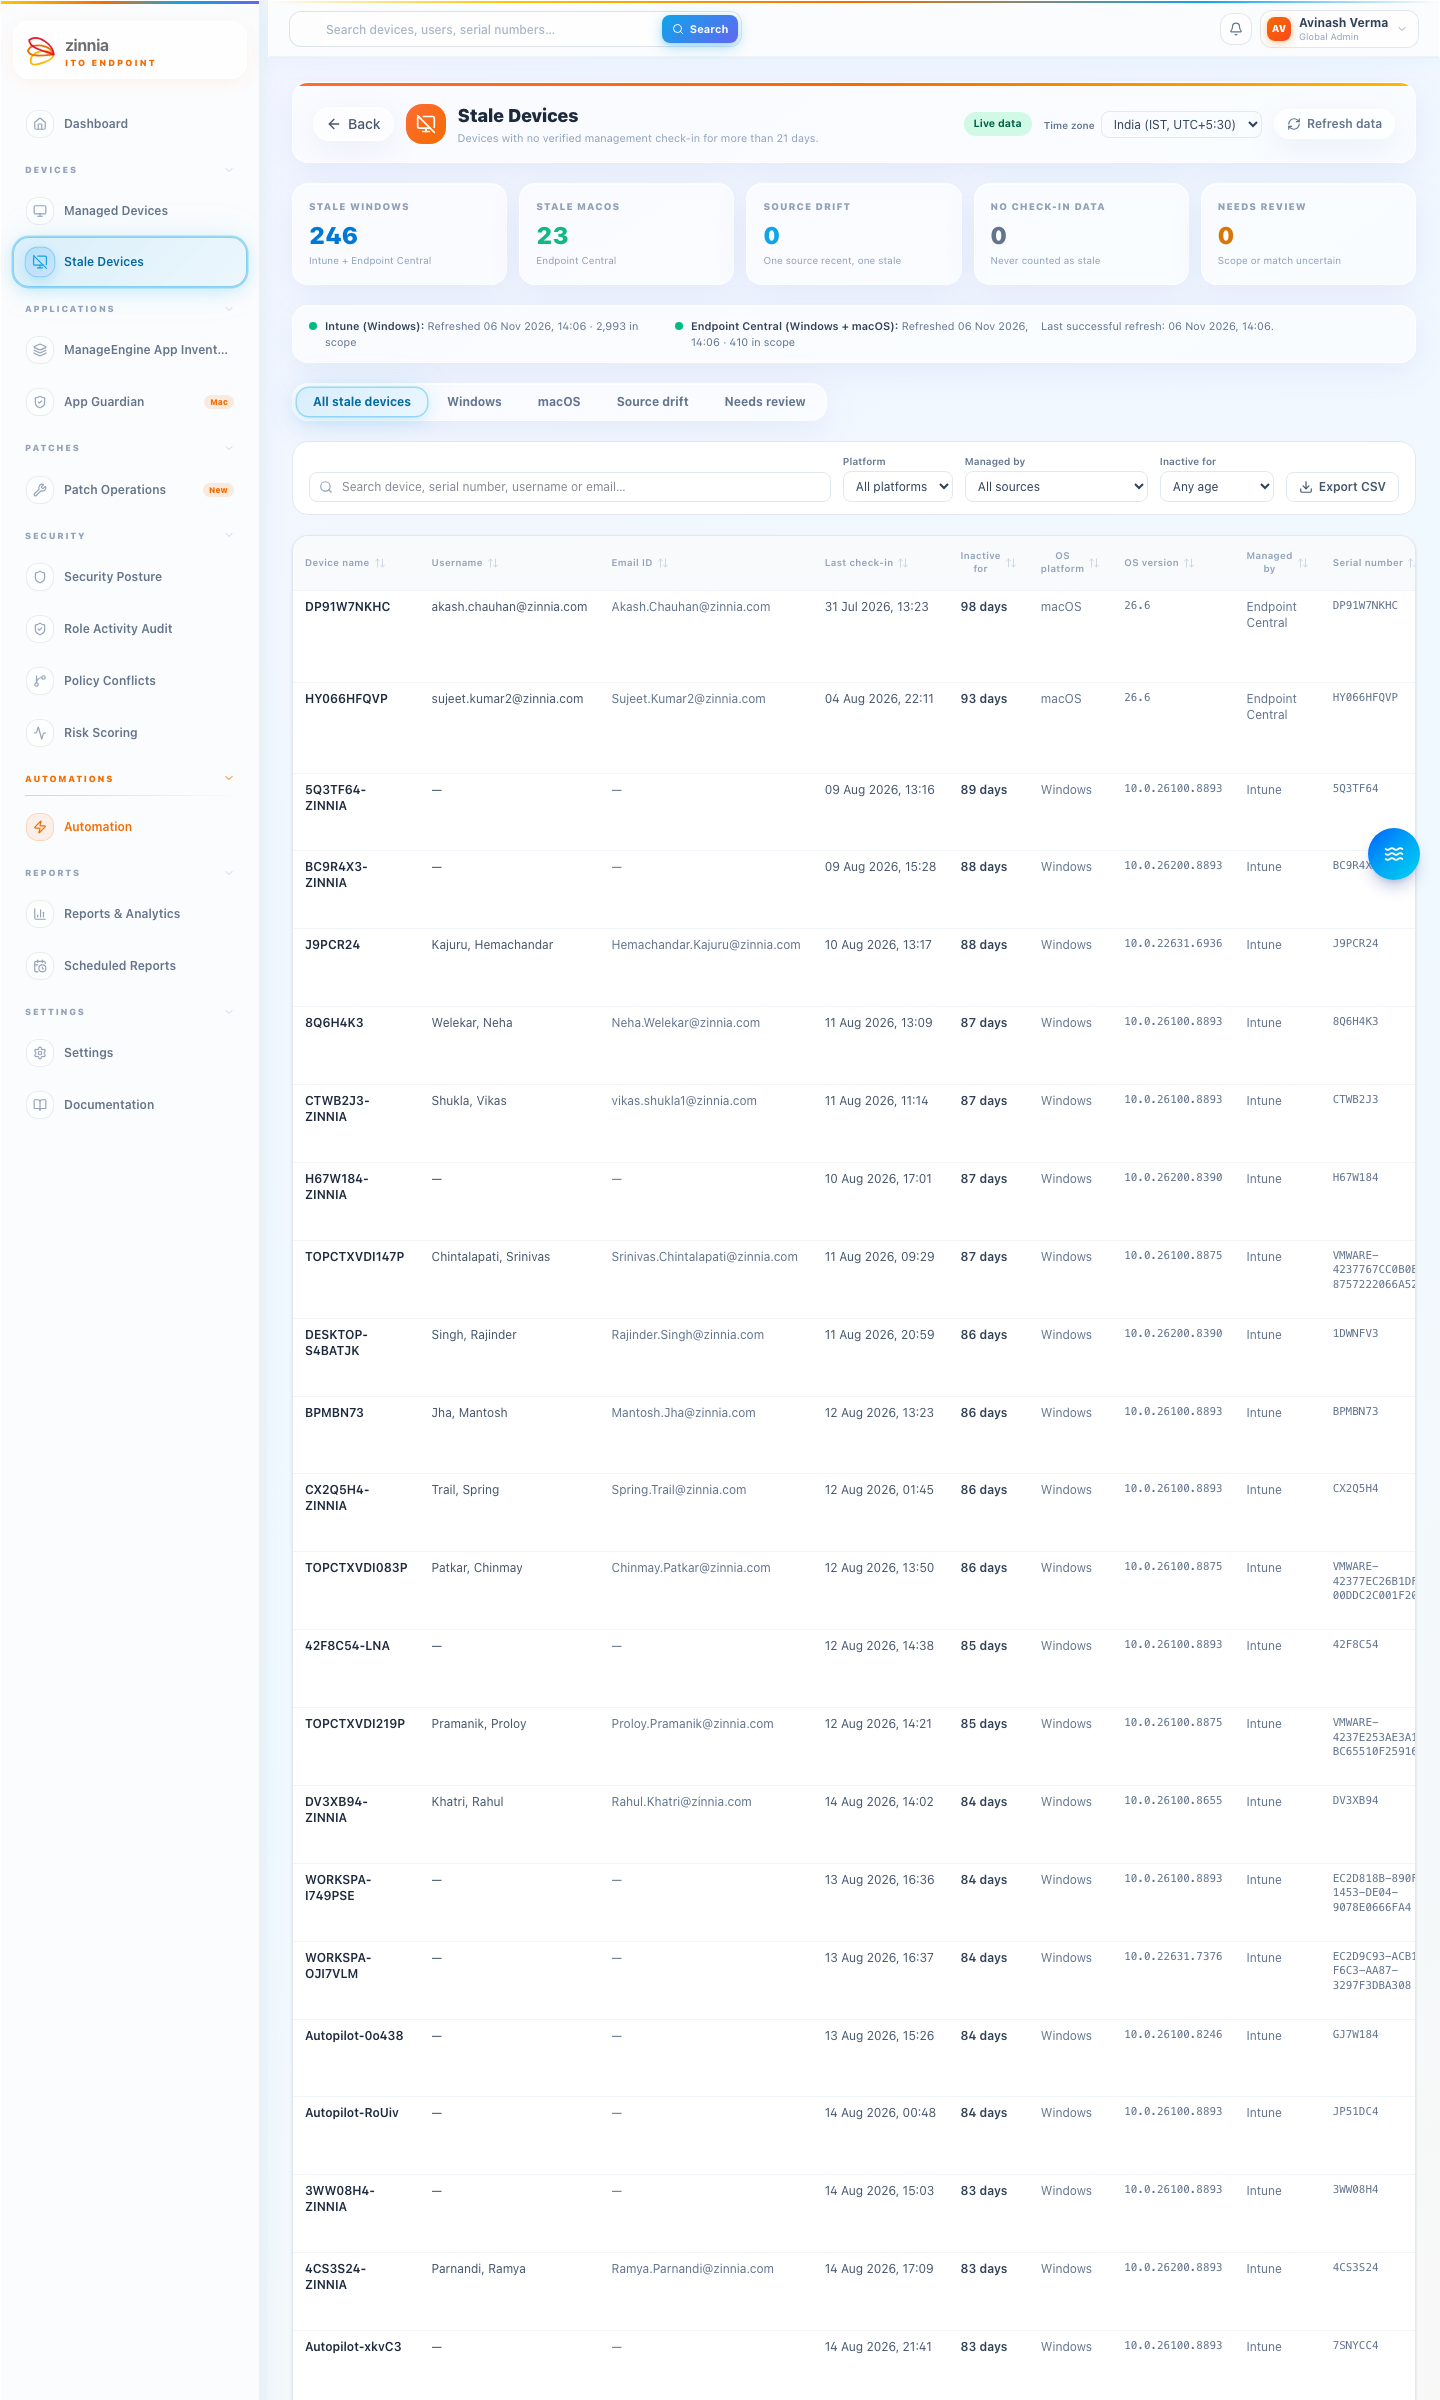 zinnia
ITO ENDPOINT
Search devices, users, serial numbers...
Search
AV
Avinash Verma
Global Admin
Dashboard
DEVICES
Managed Devices
Stale Devices
APPLICATIONS
ManageEngine App Invent...
App Guardian
Mac
PATCHES
Patch Operations
New
SECURITY
Security Posture
Role Activity Audit
Policy Conflicts
Risk Scoring
AUTOMATIONS
Automation
REPORTS
Reports & Analytics
Scheduled Reports
SETTINGS
Settings
Documentation
Back
Stale Devices
Devices with no verified management check-in for more than 21 days.
Live data
Time zone
India (IST, UTC+5:30)
Refresh data
STALE WINDOWS
246
Intune + Endpoint Central
STALE MACOS
23
Endpoint Central
SOURCE DRIFT
0
One source recent, one stale
NO CHECK-IN DATA
0
Never counted as stale
NEEDS REVIEW
0
Scope or match uncertain
Intune (Windows): Refreshed 06 Nov 2026, 14:06 · 2,993 in
scope
Endpoint Central (Windows + macOS): Refreshed 06 Nov 2026,
14:06 · 410 in scope
Last successful refresh: 06 Nov 2026, 14:06.
All stale devices
Windows
macOS
Source drift
Needs review
Search device, serial number, username or email...
Platform
All platforms
Managed by
All sources
Inactive for
Any age
Export CSV
Device name
Username
Email ID
Last check-in
Inactive for
OS platform
OS version
Managed by
Serial number
DP91W7NKHC akash.chauhan@zinnia.com Akash.Chauhan@zinnia.com 31 Jul 2026, 13:23 98 days macOS 26.6 Endpoint Central DP91W7NKHC
HY066HFQVP sujeet.kumar2@zinnia.com Sujeet.Kumar2@zinnia.com 04 Aug 2026, 22:11 93 days macOS 26.6 Endpoint Central HY066HFQVP
5Q3TF64-ZINNIA — — 09 Aug 2026, 13:16 89 days Windows 10.0.26100.8893 Intune 5Q3TF64
BC9R4X3-ZINNIA — — 09 Aug 2026, 15:28 88 days Windows 10.0.26200.8893 Intune BC9R4X
J9PCR24 Kajuru, Hemachandar Hemachandar.Kajuru@zinnia.com 10 Aug 2026, 13:17 88 days Windows 10.0.22631.6936 Intune J9PCR24
8Q6H4K3 Welekar, Neha Neha.Welekar@zinnia.com 11 Aug 2026, 13:09 87 days Windows 10.0.26100.8893 Intune 8Q6H4K3
CTWB2J3-ZINNIA Shukla, Vikas vikas.shukla1@zinnia.com 11 Aug 2026, 11:14 87 days Windows 10.0.26100.8893 Intune CTWB2J3
H67W184-ZINNIA — — 10 Aug 2026, 17:01 87 days Windows 10.0.26200.8390 Intune H67W184
TOPCTXVDI147P Chintalapati, Srinivas Srinivas.Chintalapati@zinnia.com 11 Aug 2026, 09:29 87 days Windows 10.0.26100.8875 Intune VMWARE-4237767CC0B0 8757222066A52
DESKTOP-S4BATJK Singh, Rajinder Rajinder.Singh@zinnia.com 11 Aug 2026, 20:59 86 days Windows 10.0.26200.8390 Intune 1DWNFV3
BPMBN73 Jha, Mantosh Mantosh.Jha@zinnia.com 12 Aug 2026, 13:23 86 days Windows 10.0.26100.8893 Intune BPMBN73
CX2Q5H4-ZINNIA Trail, Spring Spring.Trail@zinnia.com 12 Aug 2026, 01:45 86 days Windows 10.0.26100.8893 Intune CX2Q5H4
TOPCTXVDI083P Patkar, Chinmay Chinmay.Patkar@zinnia.com 12 Aug 2026, 13:50 86 days Windows 10.0.26100.8875 Intune VMWARE-42377EC26B1D 00DDC2C001F20
42F8C54-LNA — — 12 Aug 2026, 14:38 85 days Windows 10.0.26100.8893 Intune 42F8C54
TOPCTXVDI219P Pramanik, Proloy Proloy.Pramanik@zinnia.com 12 Aug 2026, 14:21 85 days Windows 10.0.26100.8875 Intune VMWARE-4237E253AE3A1 BC65510F25916
DV3XB94-ZINNIA Khatri, Rahul Rahul.Khatri@zinnia.com 14 Aug 2026, 14:02 84 days Windows 10.0.26100.8655 Intune DV3XB94
WORKSPA-I749PSE — — 13 Aug 2026, 16:36 84 days Windows 10.0.26100.8893 Intune EC2D818B-890 1453-DE04-9078E0666FA4
WORKSPA-OJI7VLM — — 13 Aug 2026, 16:37 84 days Windows 10.0.22631.7376 Intune EC2D9C93-ACB1 F6C3-AA87-3297F3DBA308
Autopilot-0o438 — — 13 Aug 2026, 15:26 84 days Windows 10.0.26100.8246 Intune GJ7W184
Autopilot-RoUiv — — 14 Aug 2026, 00:48 84 days Windows 10.0.26100.8893 Intune JP51DC4
3WW08H4-ZINNIA — — 14 Aug 2026, 15:03 83 days Windows 10.0.26100.8893 Intune 3WW08H4
4CS3S24-ZINNIA Parnandi, Ramya Ramya.Parnandi@zinnia.com 14 Aug 2026, 17:09 83 days Windows 10.0.26200.8893 Intune 4CS3S24
Autopilot-xkvC3 — — 14 Aug 2026, 21:41 83 days Windows 10.0.26100.8893 Intune 7SNYCC4